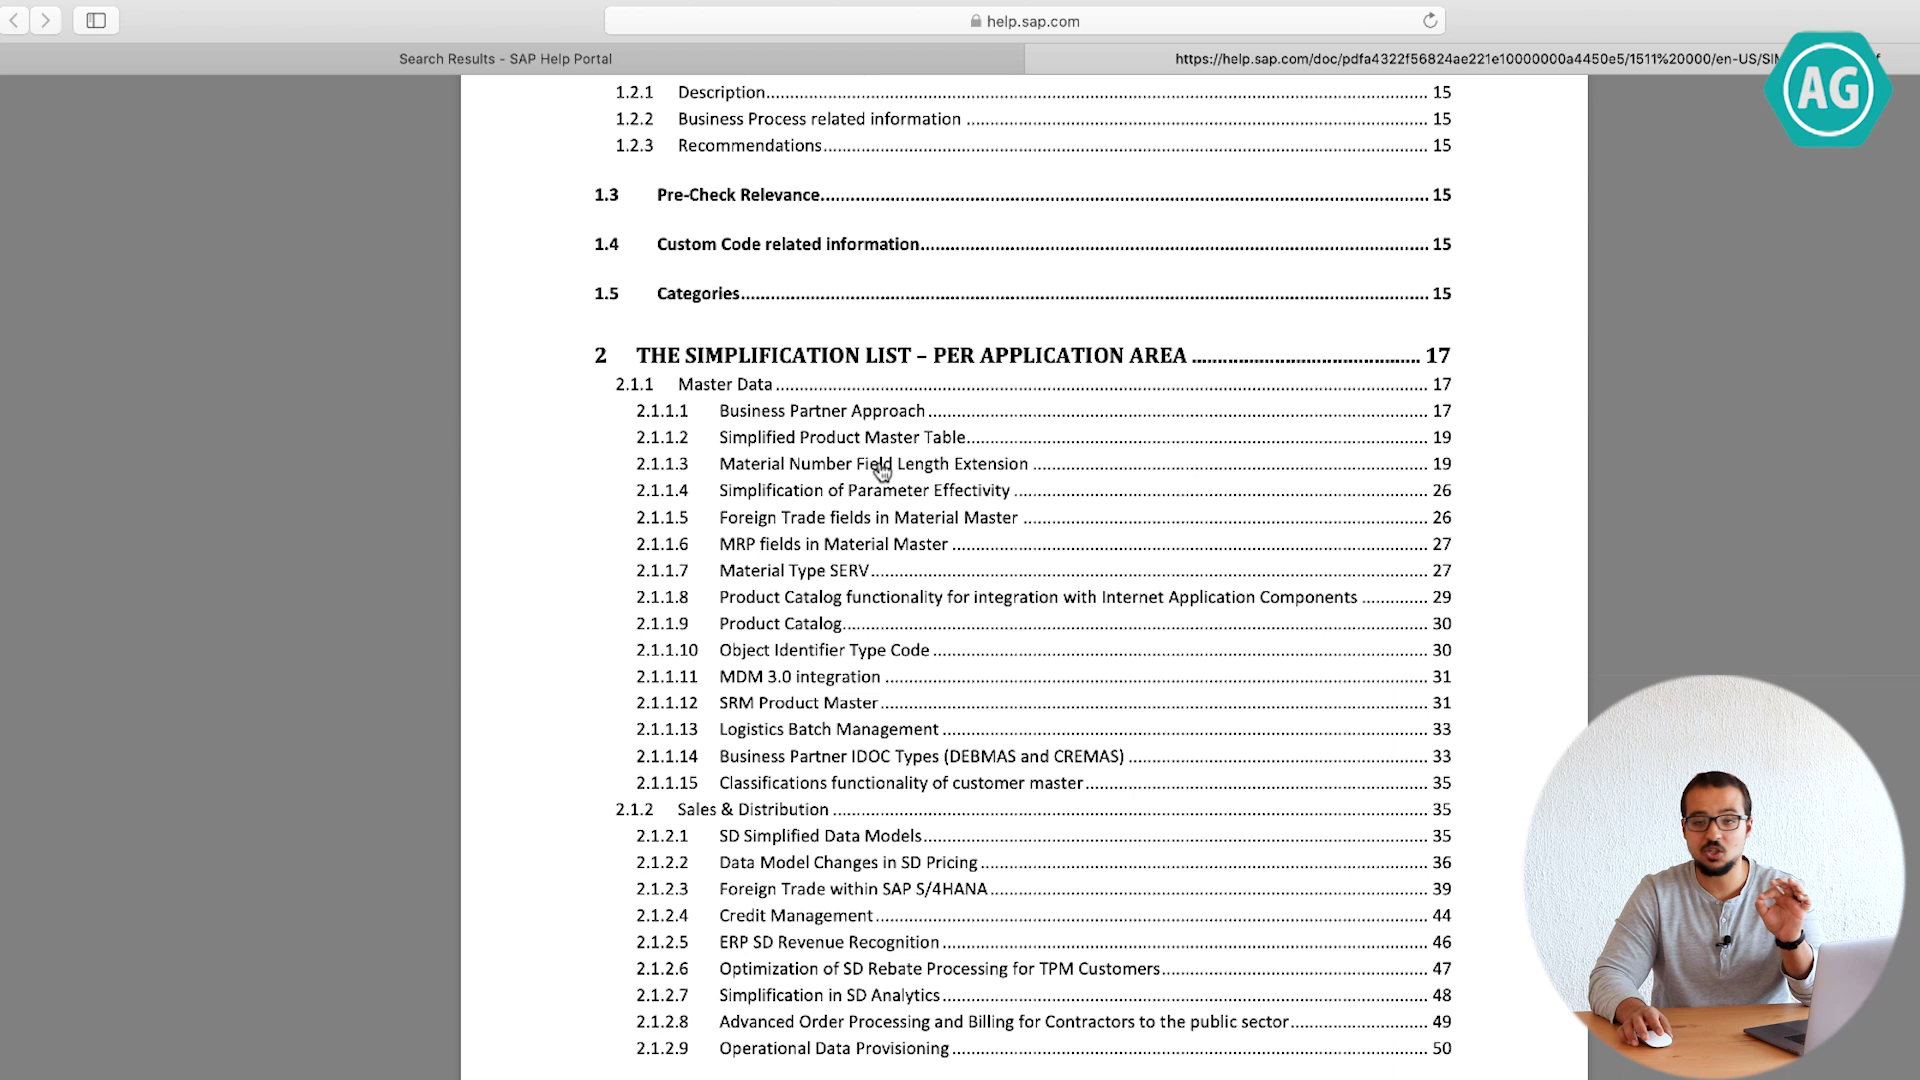 help.sap.com
Search Results - SAP Help Portal
https://help.sap.com/doc/pdfa4322f56824ae221e10000000a4450e5/1511%20000/en-US/SIM
AG
1.2.1 Description 15
1.2.2 Business Process related information 15
1.2.3 Recommendations 15
1.3 Pre-Check Relevance 15
1.4 Custom Code related information 15
1.5 Categories 15
2 THE SIMPLIFICATION LIST – PER APPLICATION AREA 17
2.1.1 Master Data 17
2.1.1.1 Business Partner Approach 17
2.1.1.2 Simplified Product Master Table 19
2.1.1.3 Material Number Field Length Extension 19
2.1.1.4 Simplification of Parameter Effectivity 26
2.1.1.5 Foreign Trade fields in Material Master 26
2.1.1.6 MRP fields in Material Master 27
2.1.1.7 Material Type SERV 27
2.1.1.8 Product Catalog functionality for integration with Internet Application Components 29
2.1.1.9 Product Catalog 30
2.1.1.10 Object Identifier Type Code 30
2.1.1.11 MDM 3.0 integration 31
2.1.1.12 SRM Product Master 31
2.1.1.13 Logistics Batch Management 33
2.1.1.14 Business Partner IDOC Types (DEBMAS and CREMAS) 33
2.1.1.15 Classifications functionality of customer master 35
2.1.2 Sales & Distribution 35
2.1.2.1 SD Simplified Data Models 35
2.1.2.2 Data Model Changes in SD Pricing 36
2.1.2.3 Foreign Trade within SAP S/4HANA 39
2.1.2.4 Credit Management 44
2.1.2.5 ERP SD Revenue Recognition 46
2.1.2.6 Optimization of SD Rebate Processing for TPM Customers 47
2.1.2.7 Simplification in SD Analytics 48
2.1.2.8 Advanced Order Processing and Billing for Contractors to the public sector 49
2.1.2.9 Operational Data Provisioning 50